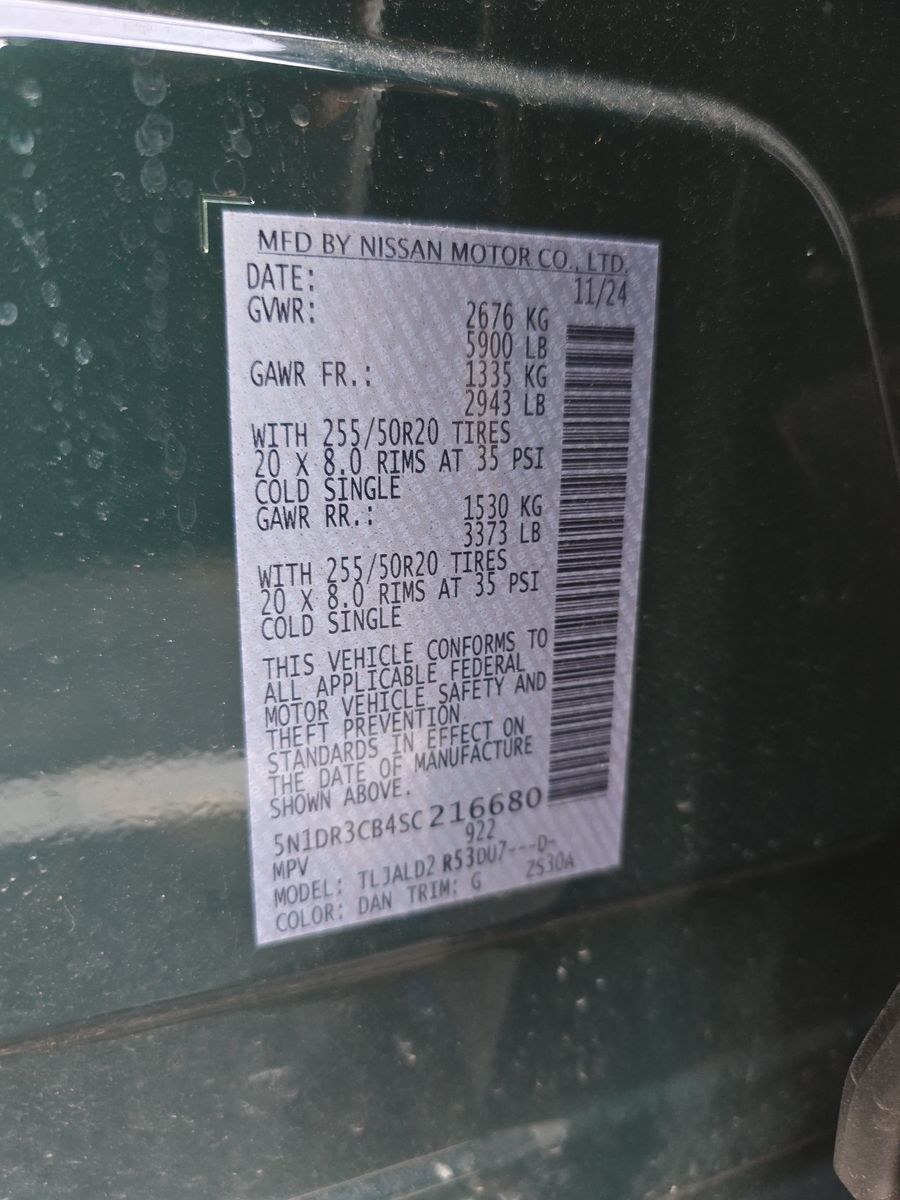 MFD BY NISSAN MOTOR CO., LTD.
DATE: 11/24
GVWR: 2676 KG
5900 LB
GAWR FR.: 1335 KG
2943 LB
WITH 255/50R20 TIRES
20 X 8.0 RIMS AT 35 PSI
COLD SINGLE
GAWR RR.: 1530 KG
3373 LB
WITH 255/50R20 TIRES
20 X 8.0 RIMS AT 35 PSI
COLD SINGLE
THIS VEHICLE CONFORMS TO
ALL APPLICABLE FEDERAL
MOTOR VEHICLE SAFETY AND
THEFT PREVENTION
STANDARDS IN EFFECT ON
THE DATE OF MANUFACTURE
SHOWN ABOVE.
5N1DR3CB4SC216680
MPV 922
MODEL: TLJALD2 R53DU7---D-
COLOR: DAN TRIM: G 2S30A